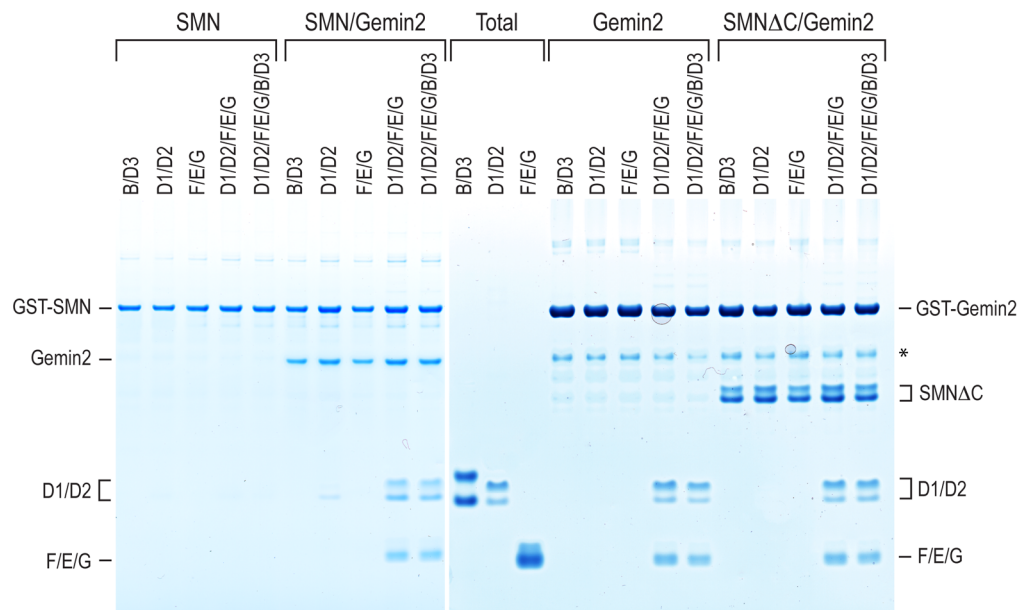 SMN SMN/Gemin2 Total Gemin2 SMNΔC/Gemin2
B/D3 D1/D2 F/E/G D1/D2/F/E/G D1/D2/F/E/G/B/D3 B/D3 D1/D2 F/E/G D1/D2/F/E/G D1/D2/F/E/G/B/D3 B/D3 D1/D2 F/E/G B/D3 D1/D2 F/E/G D1/D2/F/E/G D1/D2/F/E/G/B/D3 B/D3 D1/D2 F/E/G D1/D2/F/E/G D1/D2/F/E/G/B/D3
GST-SMN GST-Gemin2
Gemin2 *
SMNΔC
D1/D2 D1/D2
F/E/G F/E/G